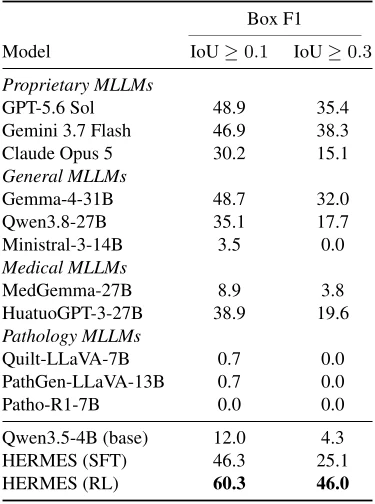 Box F1
Model IoU ≥ 0.1 IoU ≥ 0.3
Proprietary MLLMs
GPT-5.6 Sol 48.9 35.4
Gemini 3.7 Flash 46.9 38.3
Claude Opus 5 30.2 15.1
General MLLMs
Gemma-4-31B 48.7 32.0
Qwen3.8-27B 35.1 17.7
Ministral-3-14B 3.5 0.0
Medical MLLMs
MedGemma-27B 8.9 3.8
HuatuoGPT-3-27B 38.9 19.6
Pathology MLLMs
Quilt-LLaVA-7B 0.7 0.0
PathGen-LLaVA-13B 0.7 0.0
Patho-R1-7B 0.0 0.0
Qwen3.5-4B (base) 12.0 4.3
HERMES (SFT) 46.3 25.1
HERMES (RL) 60.3 46.0